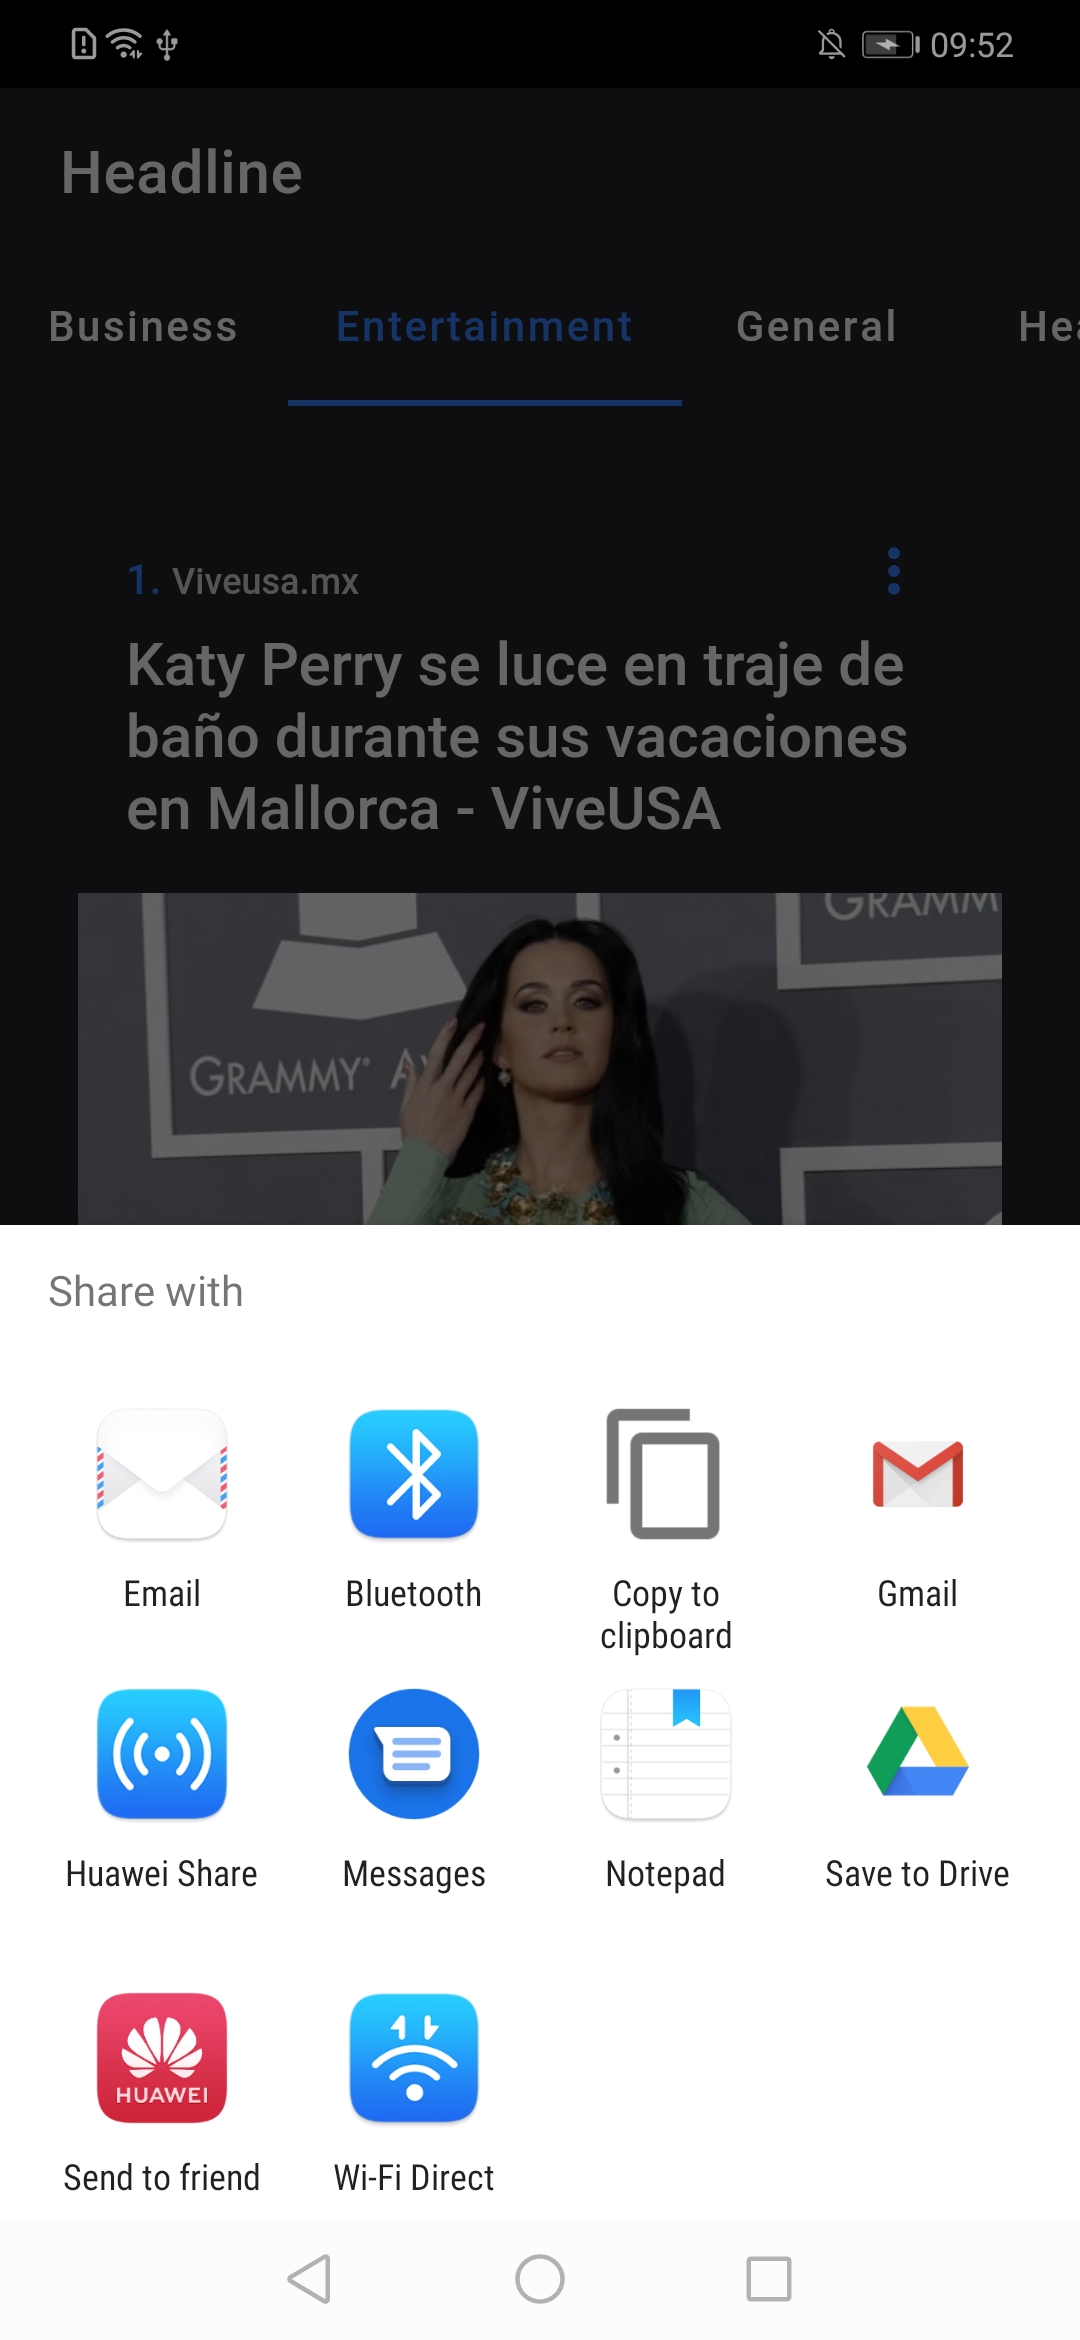 09:52
Headline
Business Entertainment General Hea
1. Viveusa.mx
Katy Perry se luce en traje de
baño durante sus vacaciones
en Mallorca - ViveUSA
GRAMM
GRAMMY A
Share with
Email Bluetooth Copy to clipboard Gmail
Huawei Share Messages Notepad Save to Drive
HUAWEI
Send to friend Wi-Fi Direct